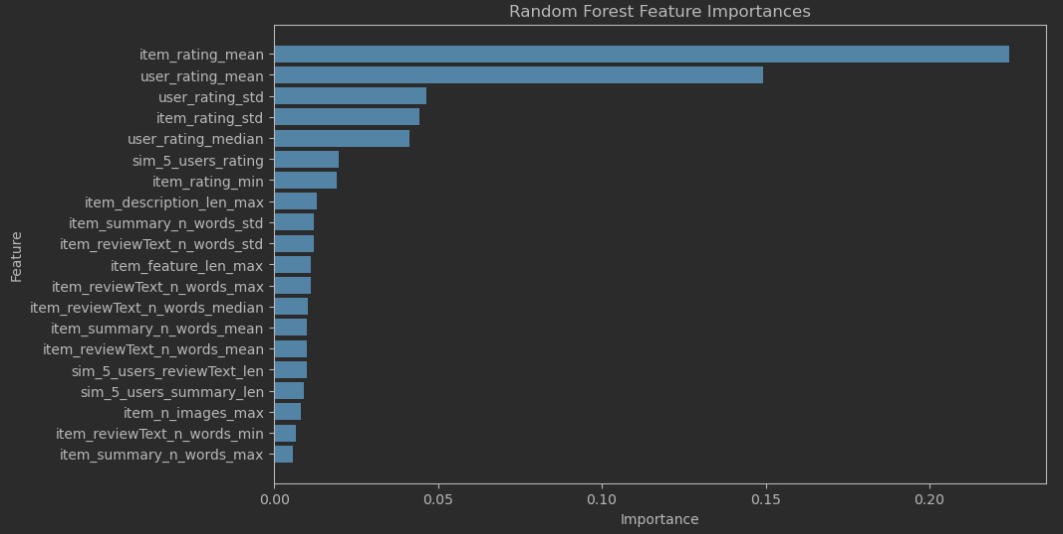 Random Forest Feature Importances
item_rating_mean
user_rating_mean
user_rating_std
item_rating_std
user_rating_median
sim_5_users_rating
item_rating_min
item_description_len_max
item_summary_n_words_std
item_reviewText_n_words_std
item_feature_len_max
item_reviewText_n_words_max
item_reviewText_n_words_median
item_summary_n_words_mean
item_reviewText_n_words_mean
sim_5_users_reviewText_len
sim_5_users_summary_len
item_n_images_max
item_reviewText_n_words_min
item_summary_n_words_max
Feature
0.00 0.05 0.10 0.15 0.20
Importance